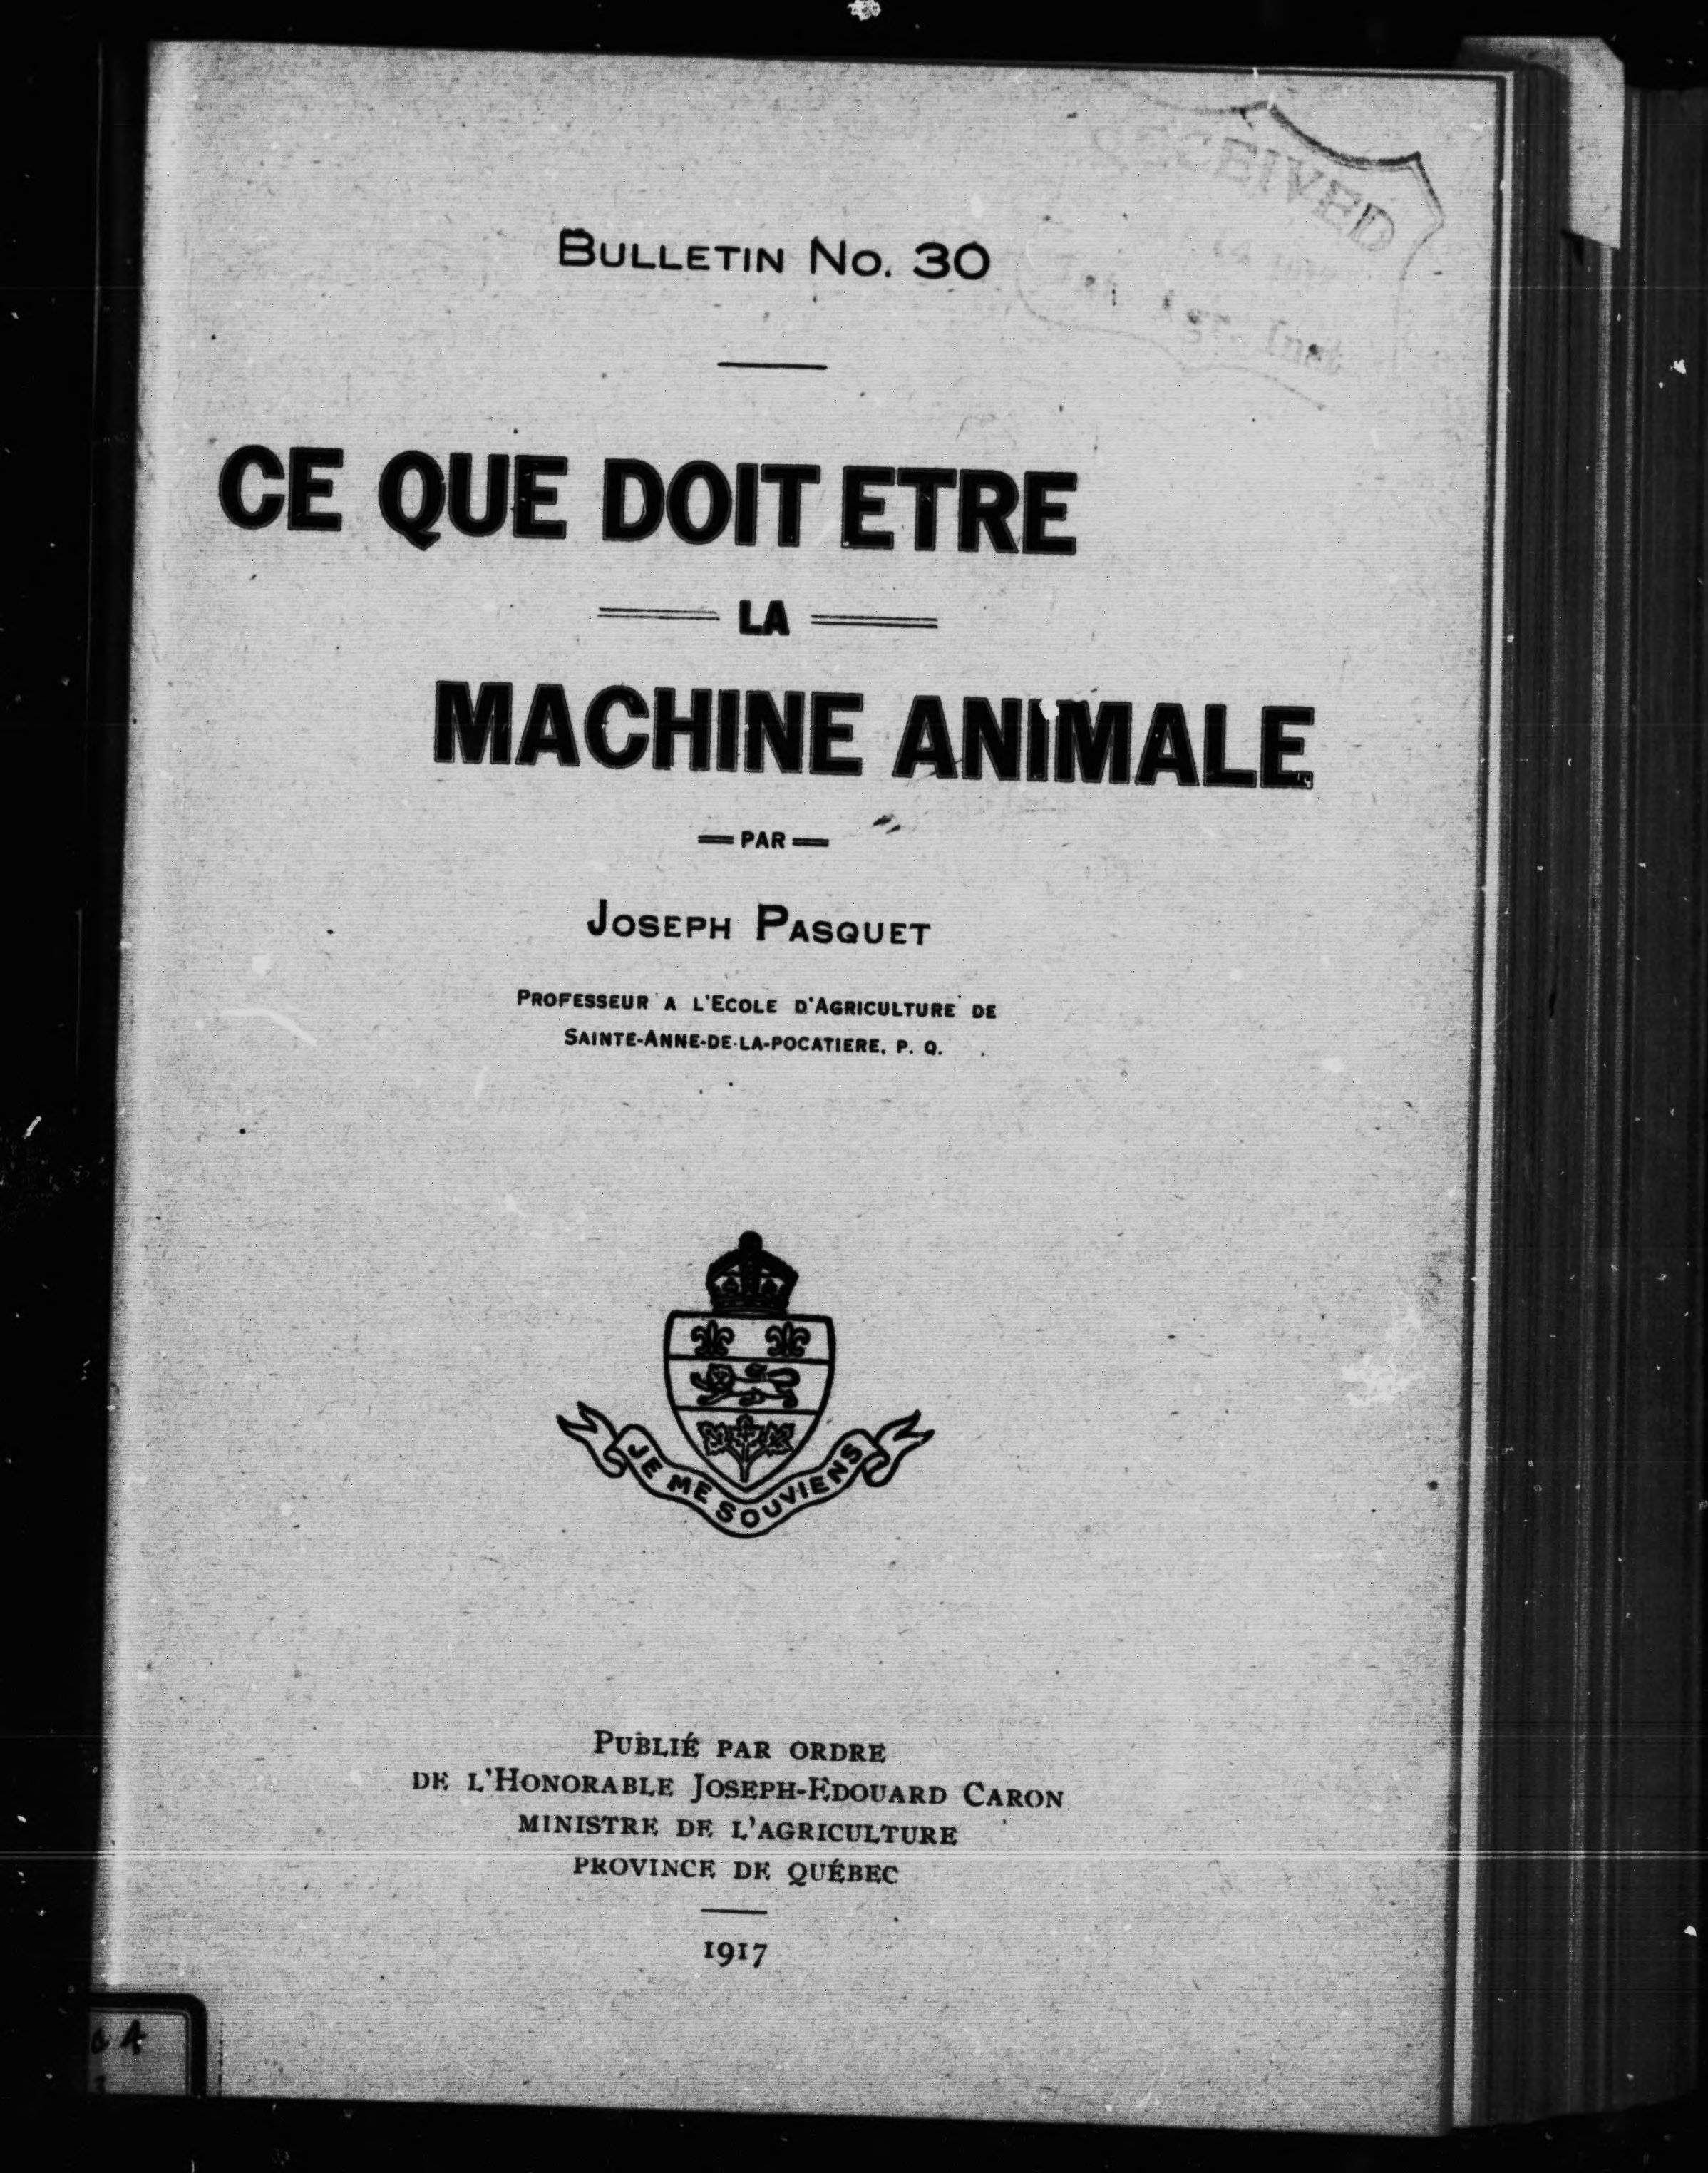 RECEIVED
BULLETIN NO. 30
CE QUE DOIT ETRE
LA
MACHINE ANIMALE
PAR
JOSEPH PASQUET
PROFESSEUR A L'ECOLE D'AGRICULTURE DE
SAINTE-ANNE-DE-LA-POCATIERE, P. Q.
JE ME SOUVIENS
PUBLIÉ PAR ORDRE
DE L'HONORABLE JOSEPH-EDOUARD CARON
MINISTRE DE L'AGRICULTURE
PROVINCE DE QUÉBEC
1917